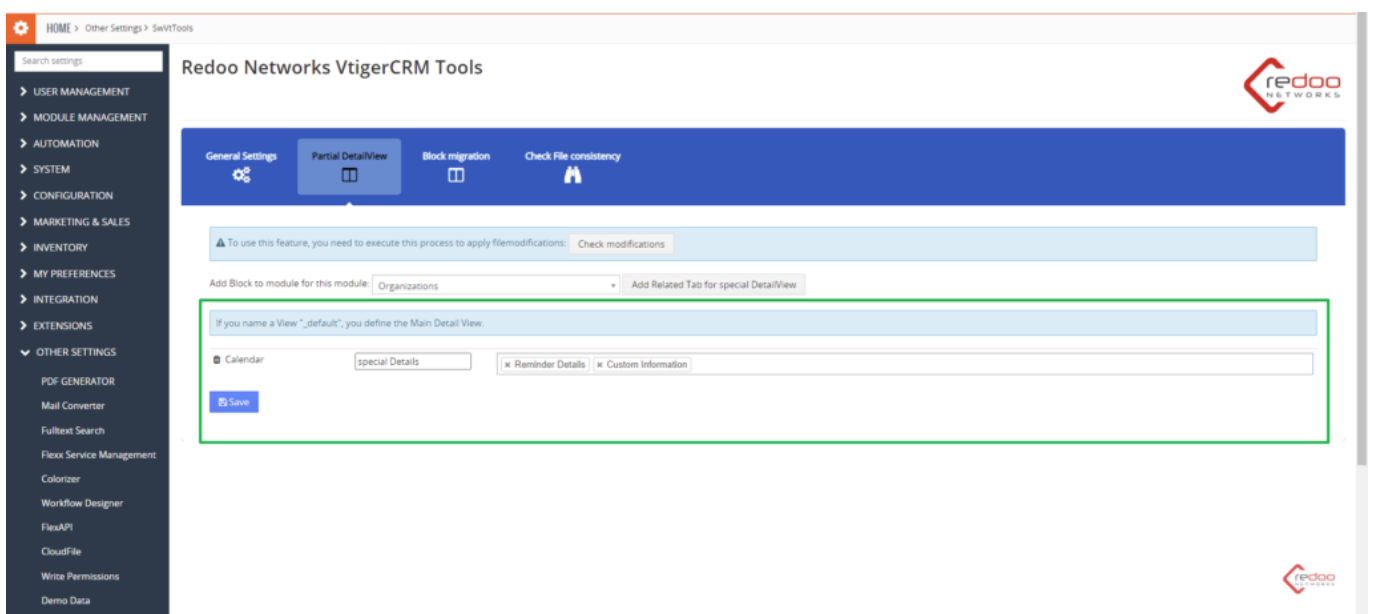 HOME > Other Settings > SwVtTools
Search settings
USER MANAGEMENT
MODULE MANAGEMENT
AUTOMATION
SYSTEM
CONFIGURATION
MARKETING & SALES
INVENTORY
MY PREFERENCES
INTEGRATION
EXTENSIONS
OTHER SETTINGS
PDF GENERATOR
Mail Converter
Fulltext Search
Flexx Service Management
Colorizer
Workflow Designer
FlexAPI
CloudFile
Write Permissions
Demo Data
Redoo Networks VtigerCRM Tools
redoo
NETWORKS
General Settings
Partial DetailView
Block migration
Check File consistency
To use this feature, you need to execute this process to apply filemodifications: Check modifications
Add Block to module for this module: Organizations Add Related Tab for special DetailView
If you name a View "_default", you define the Main Detail View.
Calendar special Details × Reminder Details × Custom Information
Save
redoo
NETWORKS